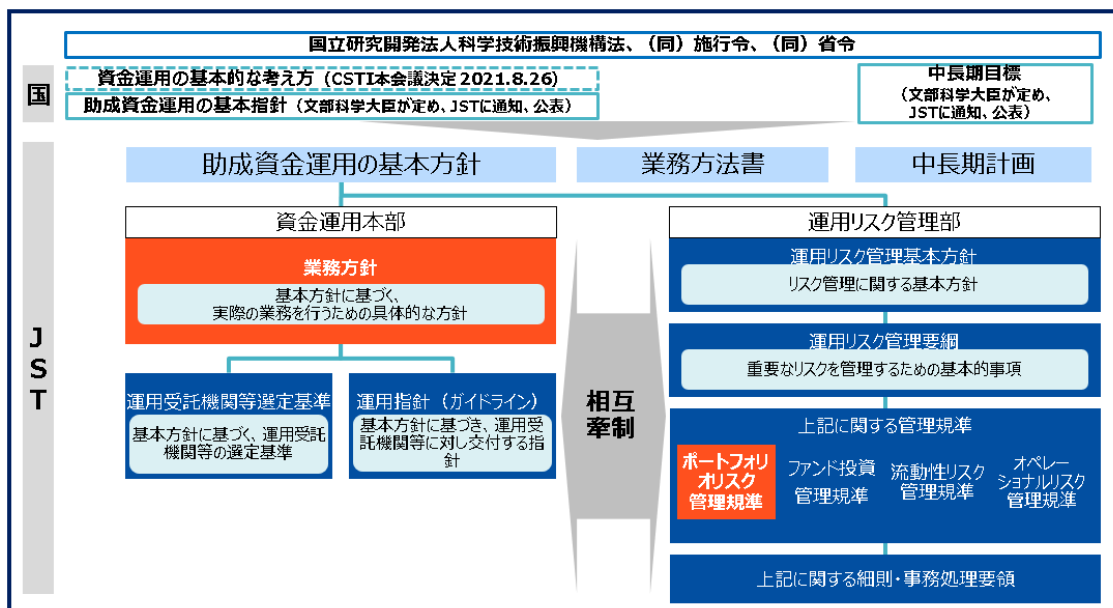 国立研究開発法人科学技術振興機構法、（同）施行令、（同）省令
国
資金運用の基本的な考え方（CSTI本会議決定 2021.8.26）
助成資金運用の基本指針（文部科学大臣が定め、JSTに通知、公表）
中長期目標
（文部科学大臣が定め、
JSTに通知、公表）
JST
助成資金運用の基本方針
業務方法書
中長期計画
資金運用本部
業務方針
基本方針に基づく、
実際の業務を行うための具体的な方針
運用受託機関等選定基準
基本方針に基づく、運用受託
機関等の選定基準
運用指針（ガイドライン）
基本方針に基づき、運用受
託機関等に対し交付する指
針
相互
牽制
運用リスク管理部
運用リスク管理基本方針
リスク管理に関する基本方針
運用リスク管理要綱
重要なリスクを管理するための基本的事項
上記に関する管理規準
ポートフォリ
オリスク
管理規準
ファンド投資
管理規準
流動性リスク
管理規準
オペレー
ショナルリスク
管理規準
上記に関する細則・事務処理要領